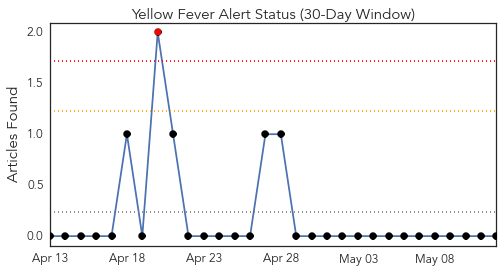 Yellow Fever Alert Status (30-Day Window)
Articles Found
2.0
1.5
1.0
0.5
0.0
Apr 13 Apr 18 Apr 23 Apr 28 May 03 May 08